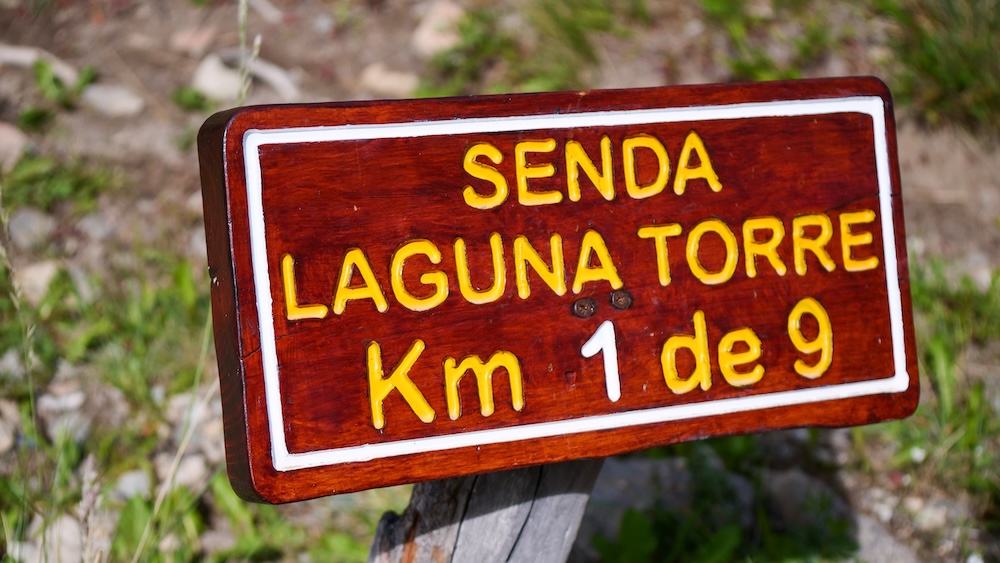 SENDA
LAGUNA TORRE
Km 1 de 9